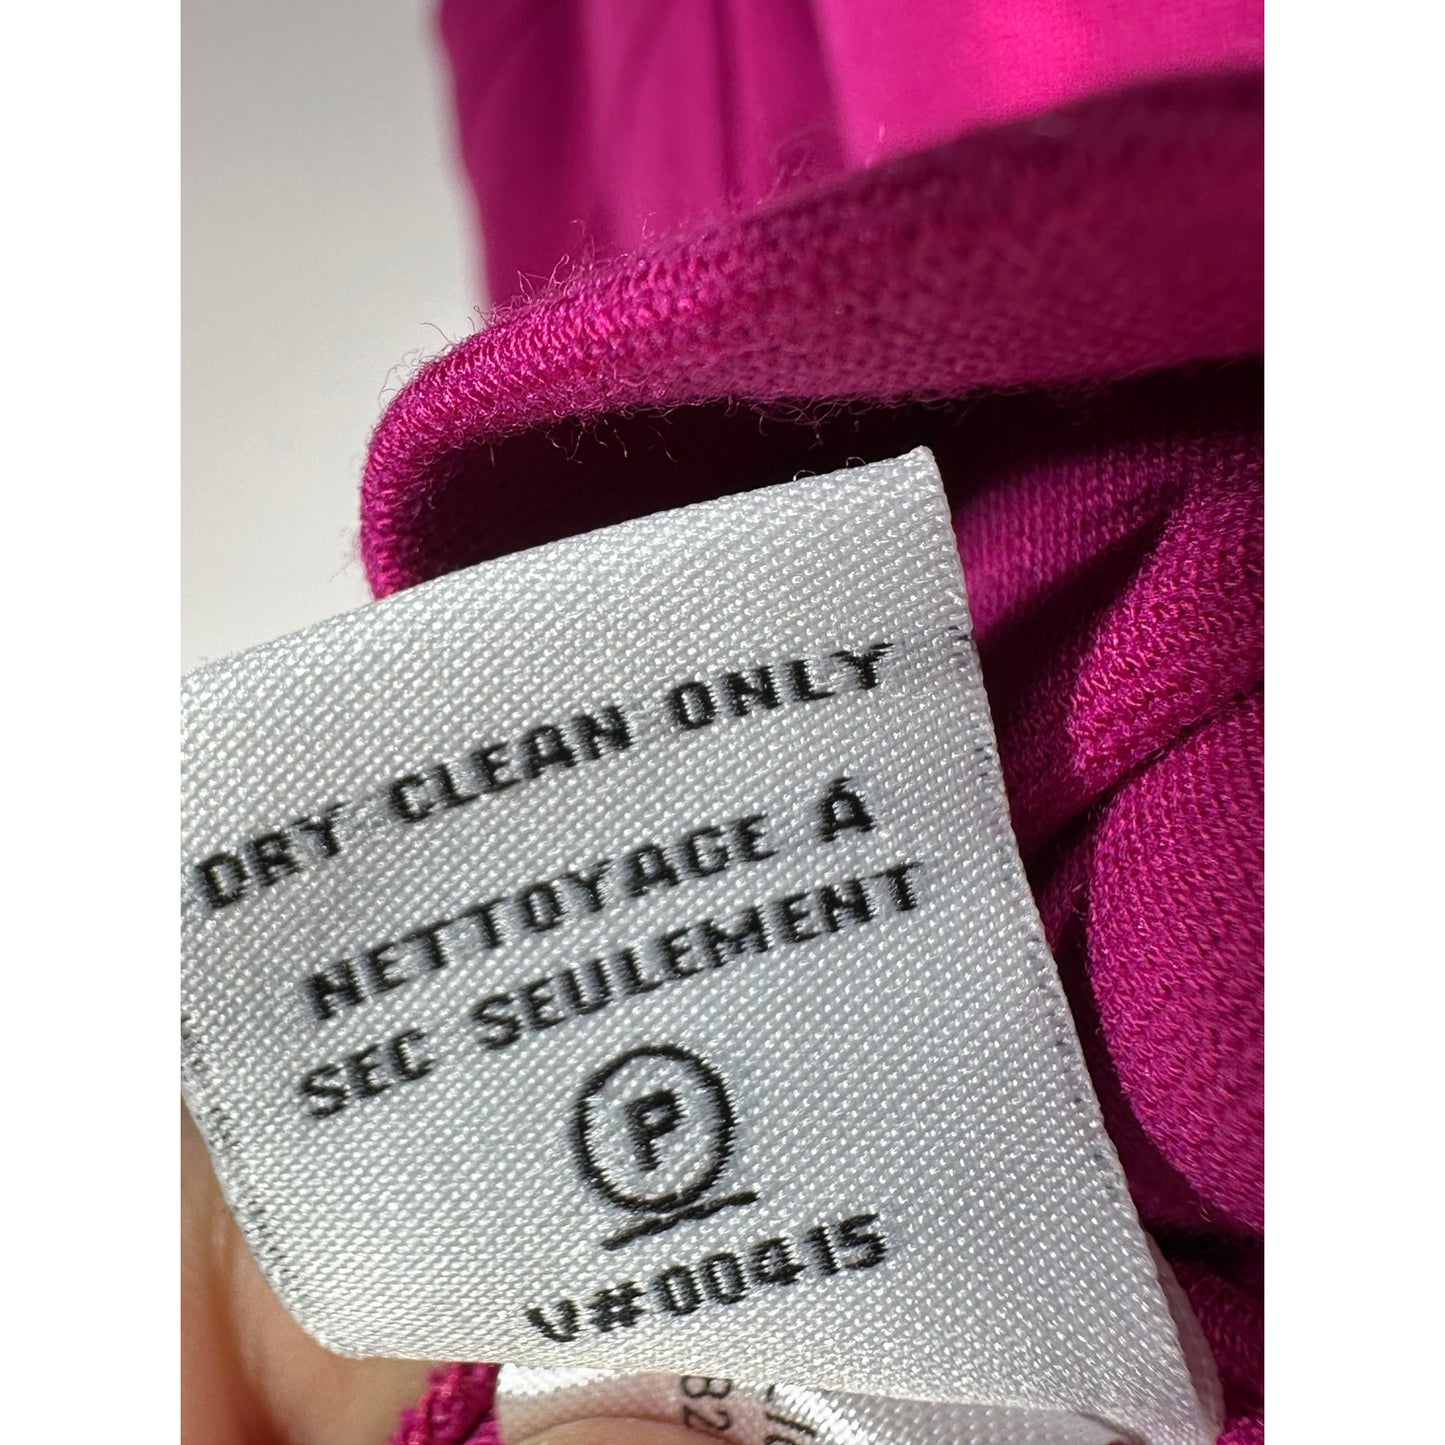 DRY CLEAN ONLY
NETTOYAGE À
SEC SEULEMENT
P
V#00415